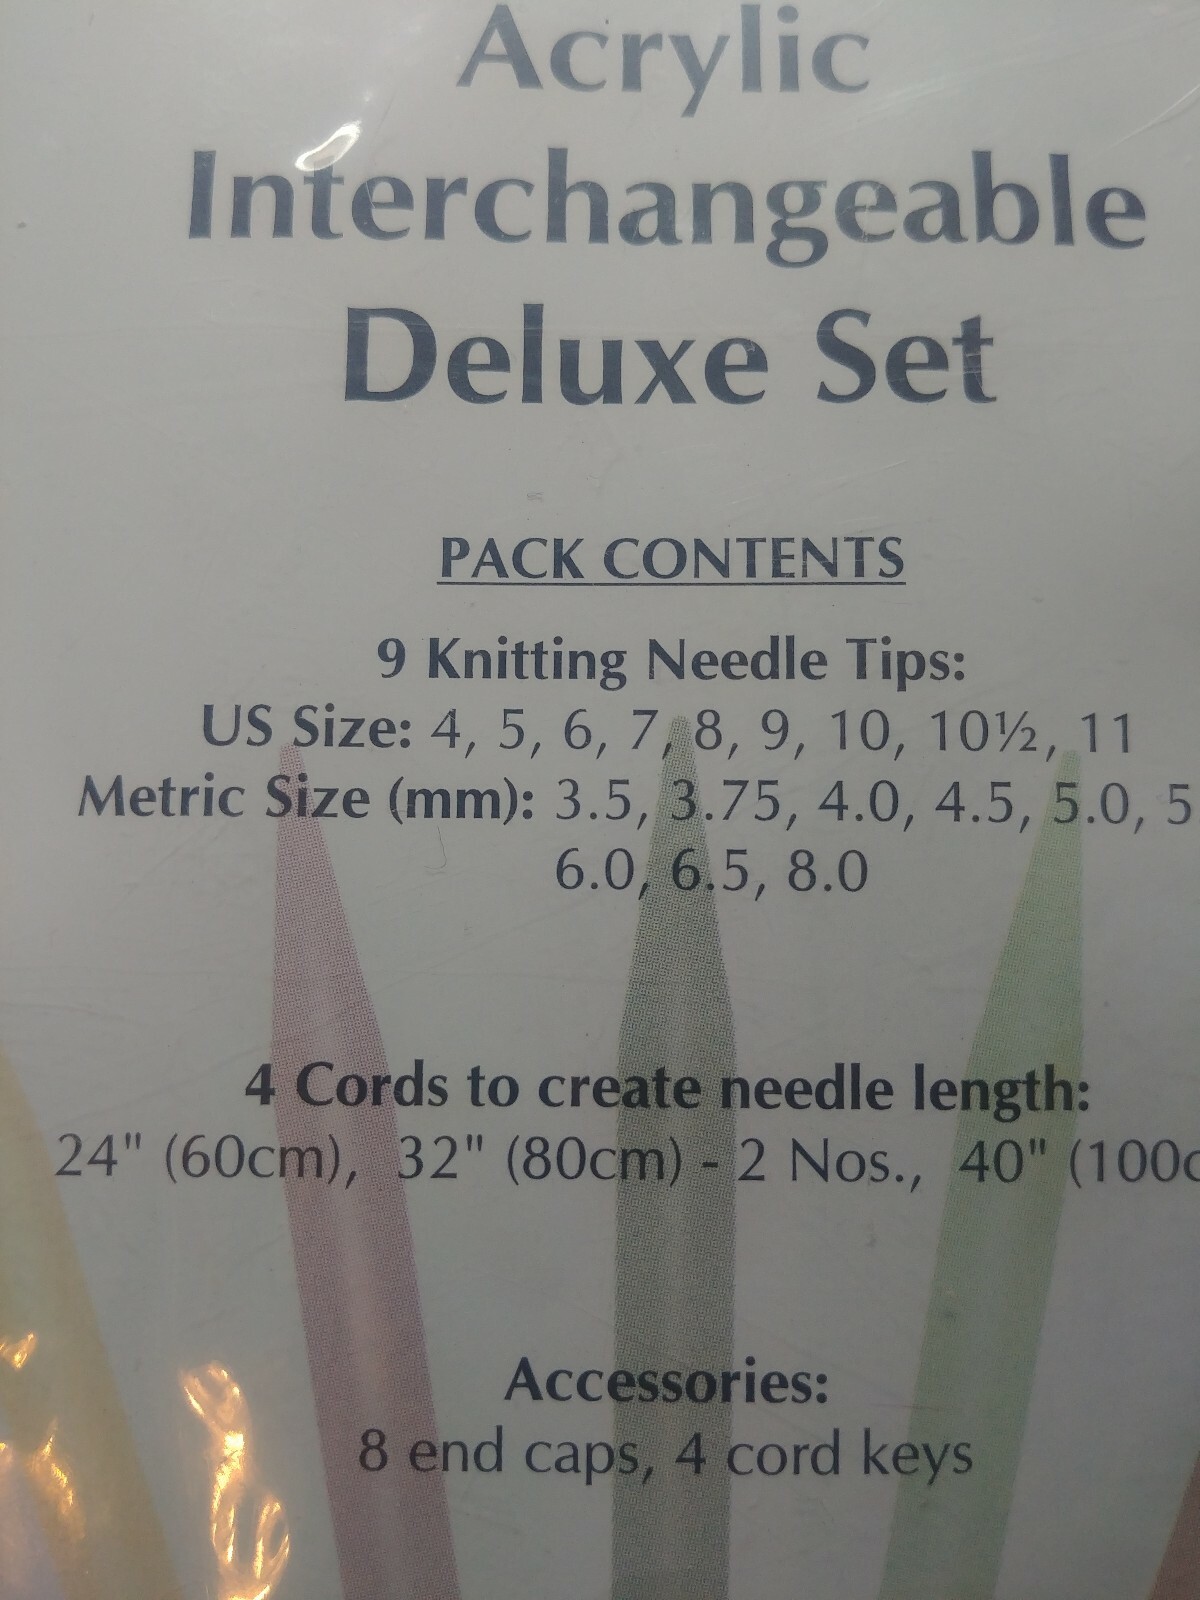 Acrylic
Interchangeable
Deluxe Set
PACK CONTENTS
9 Knitting Needle Tips:
US Size: 4, 5, 6, 7, 8, 9, 10, 10½, 11
Metric Size (mm): 3.5, 3.75, 4.0, 4.5, 5.0, 5
6.0, 6.5, 8.0
4 Cords to create needle length:
24" (60cm), 32" (80cm) - 2 Nos., 40" (100c
Accessories:
8 end caps, 4 cord keys